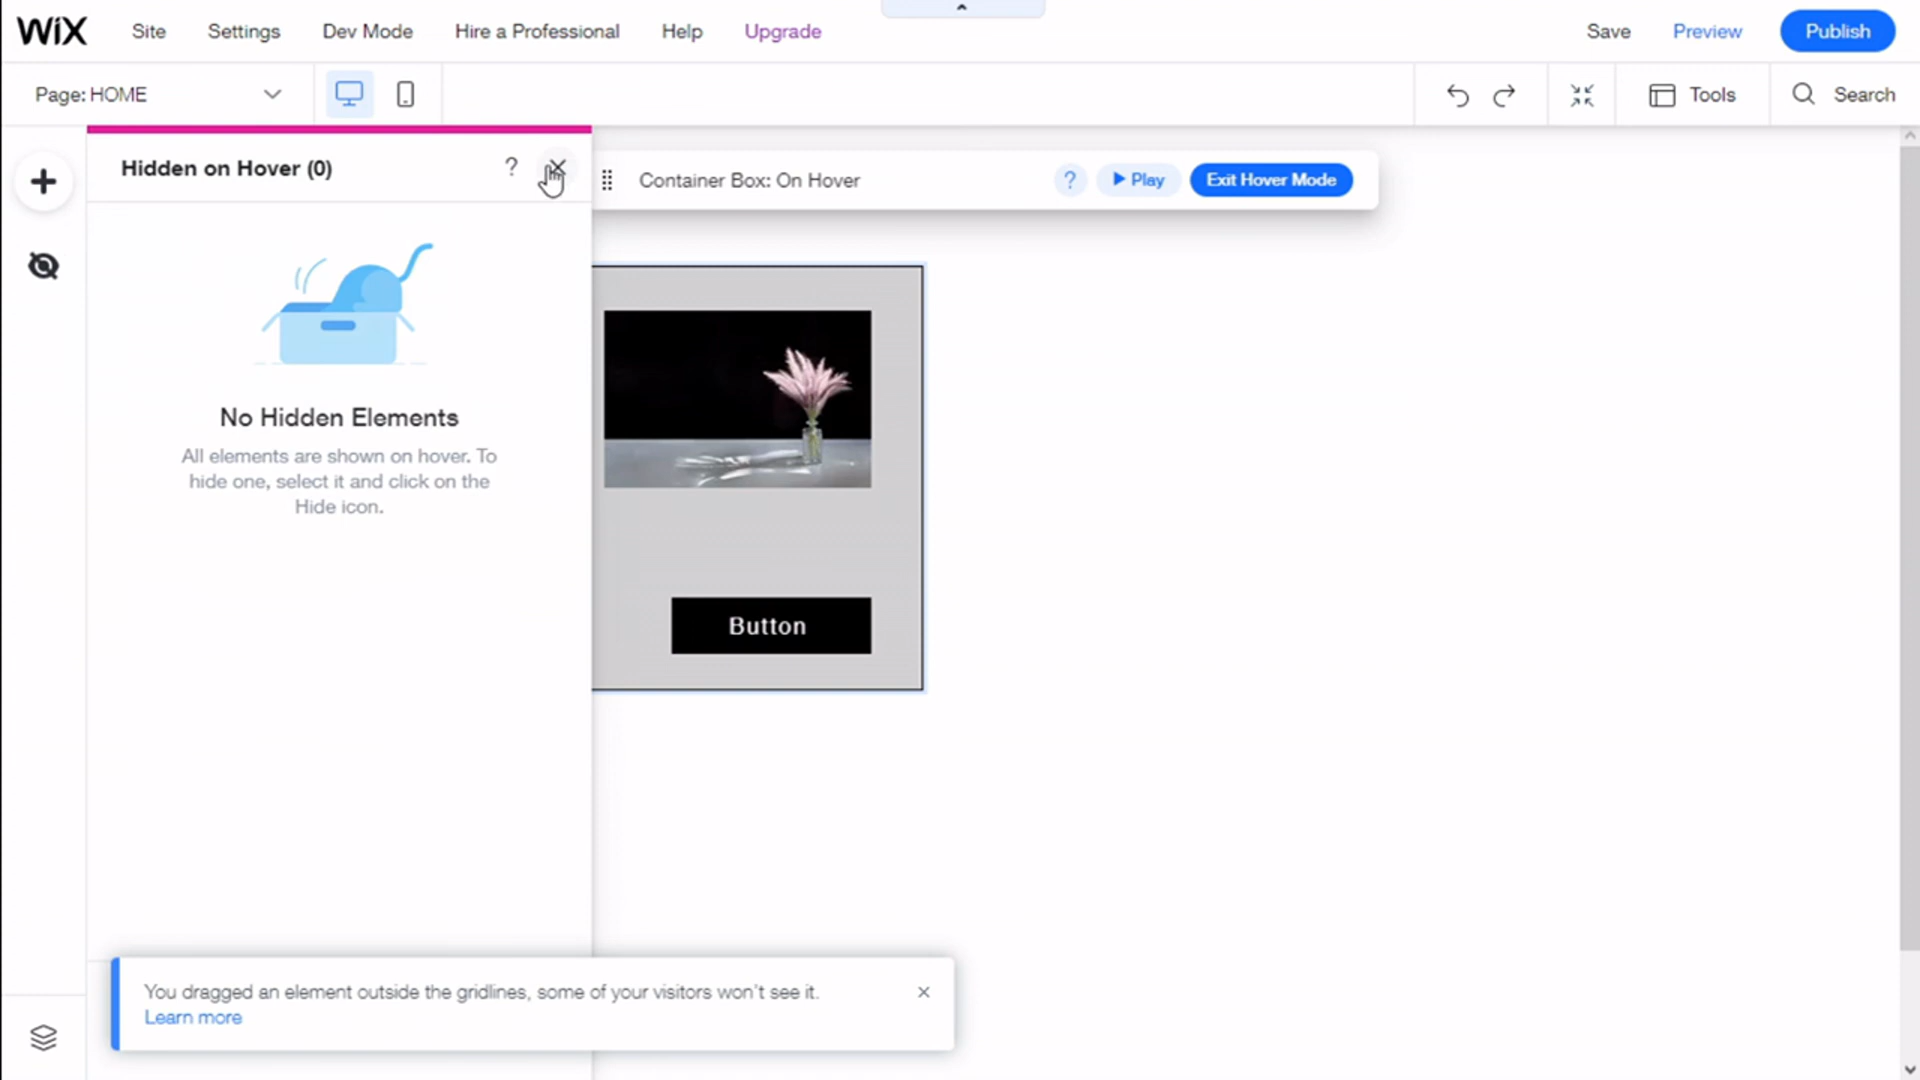 WiX
Site
Settings
Dev Mode
Hire a Professional
Help
Upgrade
Save
Preview
Publish
Page: HOME
Tools
Search
Hidden on Hover (0)
?
Container Box: On Hover
?
Play
Exit Hover Mode
No Hidden Elements
All elements are shown on hover. To
hide one, select it and click on the
Hide icon.
Button
You dragged an element outside the gridlines, some of your visitors won't see it.
Learn more